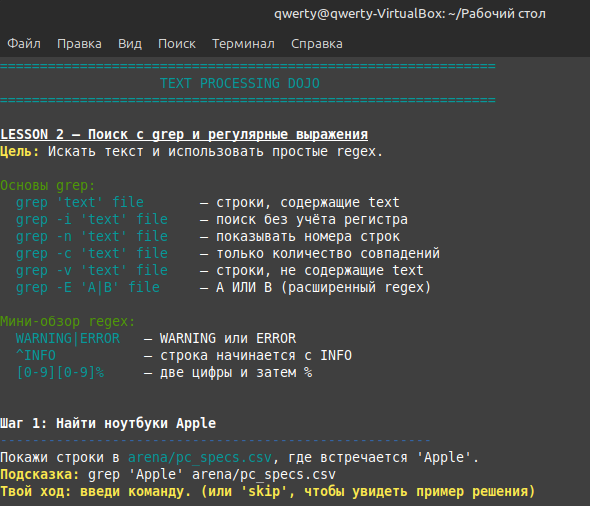 qwerty@qwerty-VirtualBox: ~/Рабочий стол
Файл Правка Вид Поиск Терминал Справка
==============================================================
TEXT PROCESSING DOJO
==============================================================
LESSON 2 — Поиск с grep и регулярные выражения
Цель: Искать текст и использовать простые regex.
Основы grep:
grep 'text' file — строки, содержащие text
grep -i 'text' file — поиск без учёта регистра
grep -n 'text' file — показывать номера строк
grep -c 'text' file — только количество совпадений
grep -v 'text' file — строки, не содержащие text
grep -E 'A|B' file — A ИЛИ B (расширенный regex)
Мини-обзор regex:
WARNING|ERROR — WARNING или ERROR
^INFO — строка начинается с INFO
[0-9][0-9]% — две цифры и затем %
Шаг 1: Найти ноутбуки Apple
------------------------------------------------------
Покажи строки в arena/pc_specs.csv, где встречается 'Apple'.
Подсказка: grep 'Apple' arena/pc_specs.csv
Твой ход: введи команду. (или 'skip', чтобы увидеть пример решения)